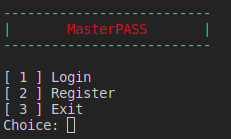 --------------------------
|       MasterPASS       |
--------------------------
[ 1 ] Login
[ 2 ] Register
[ 3 ] Exit
Choice: